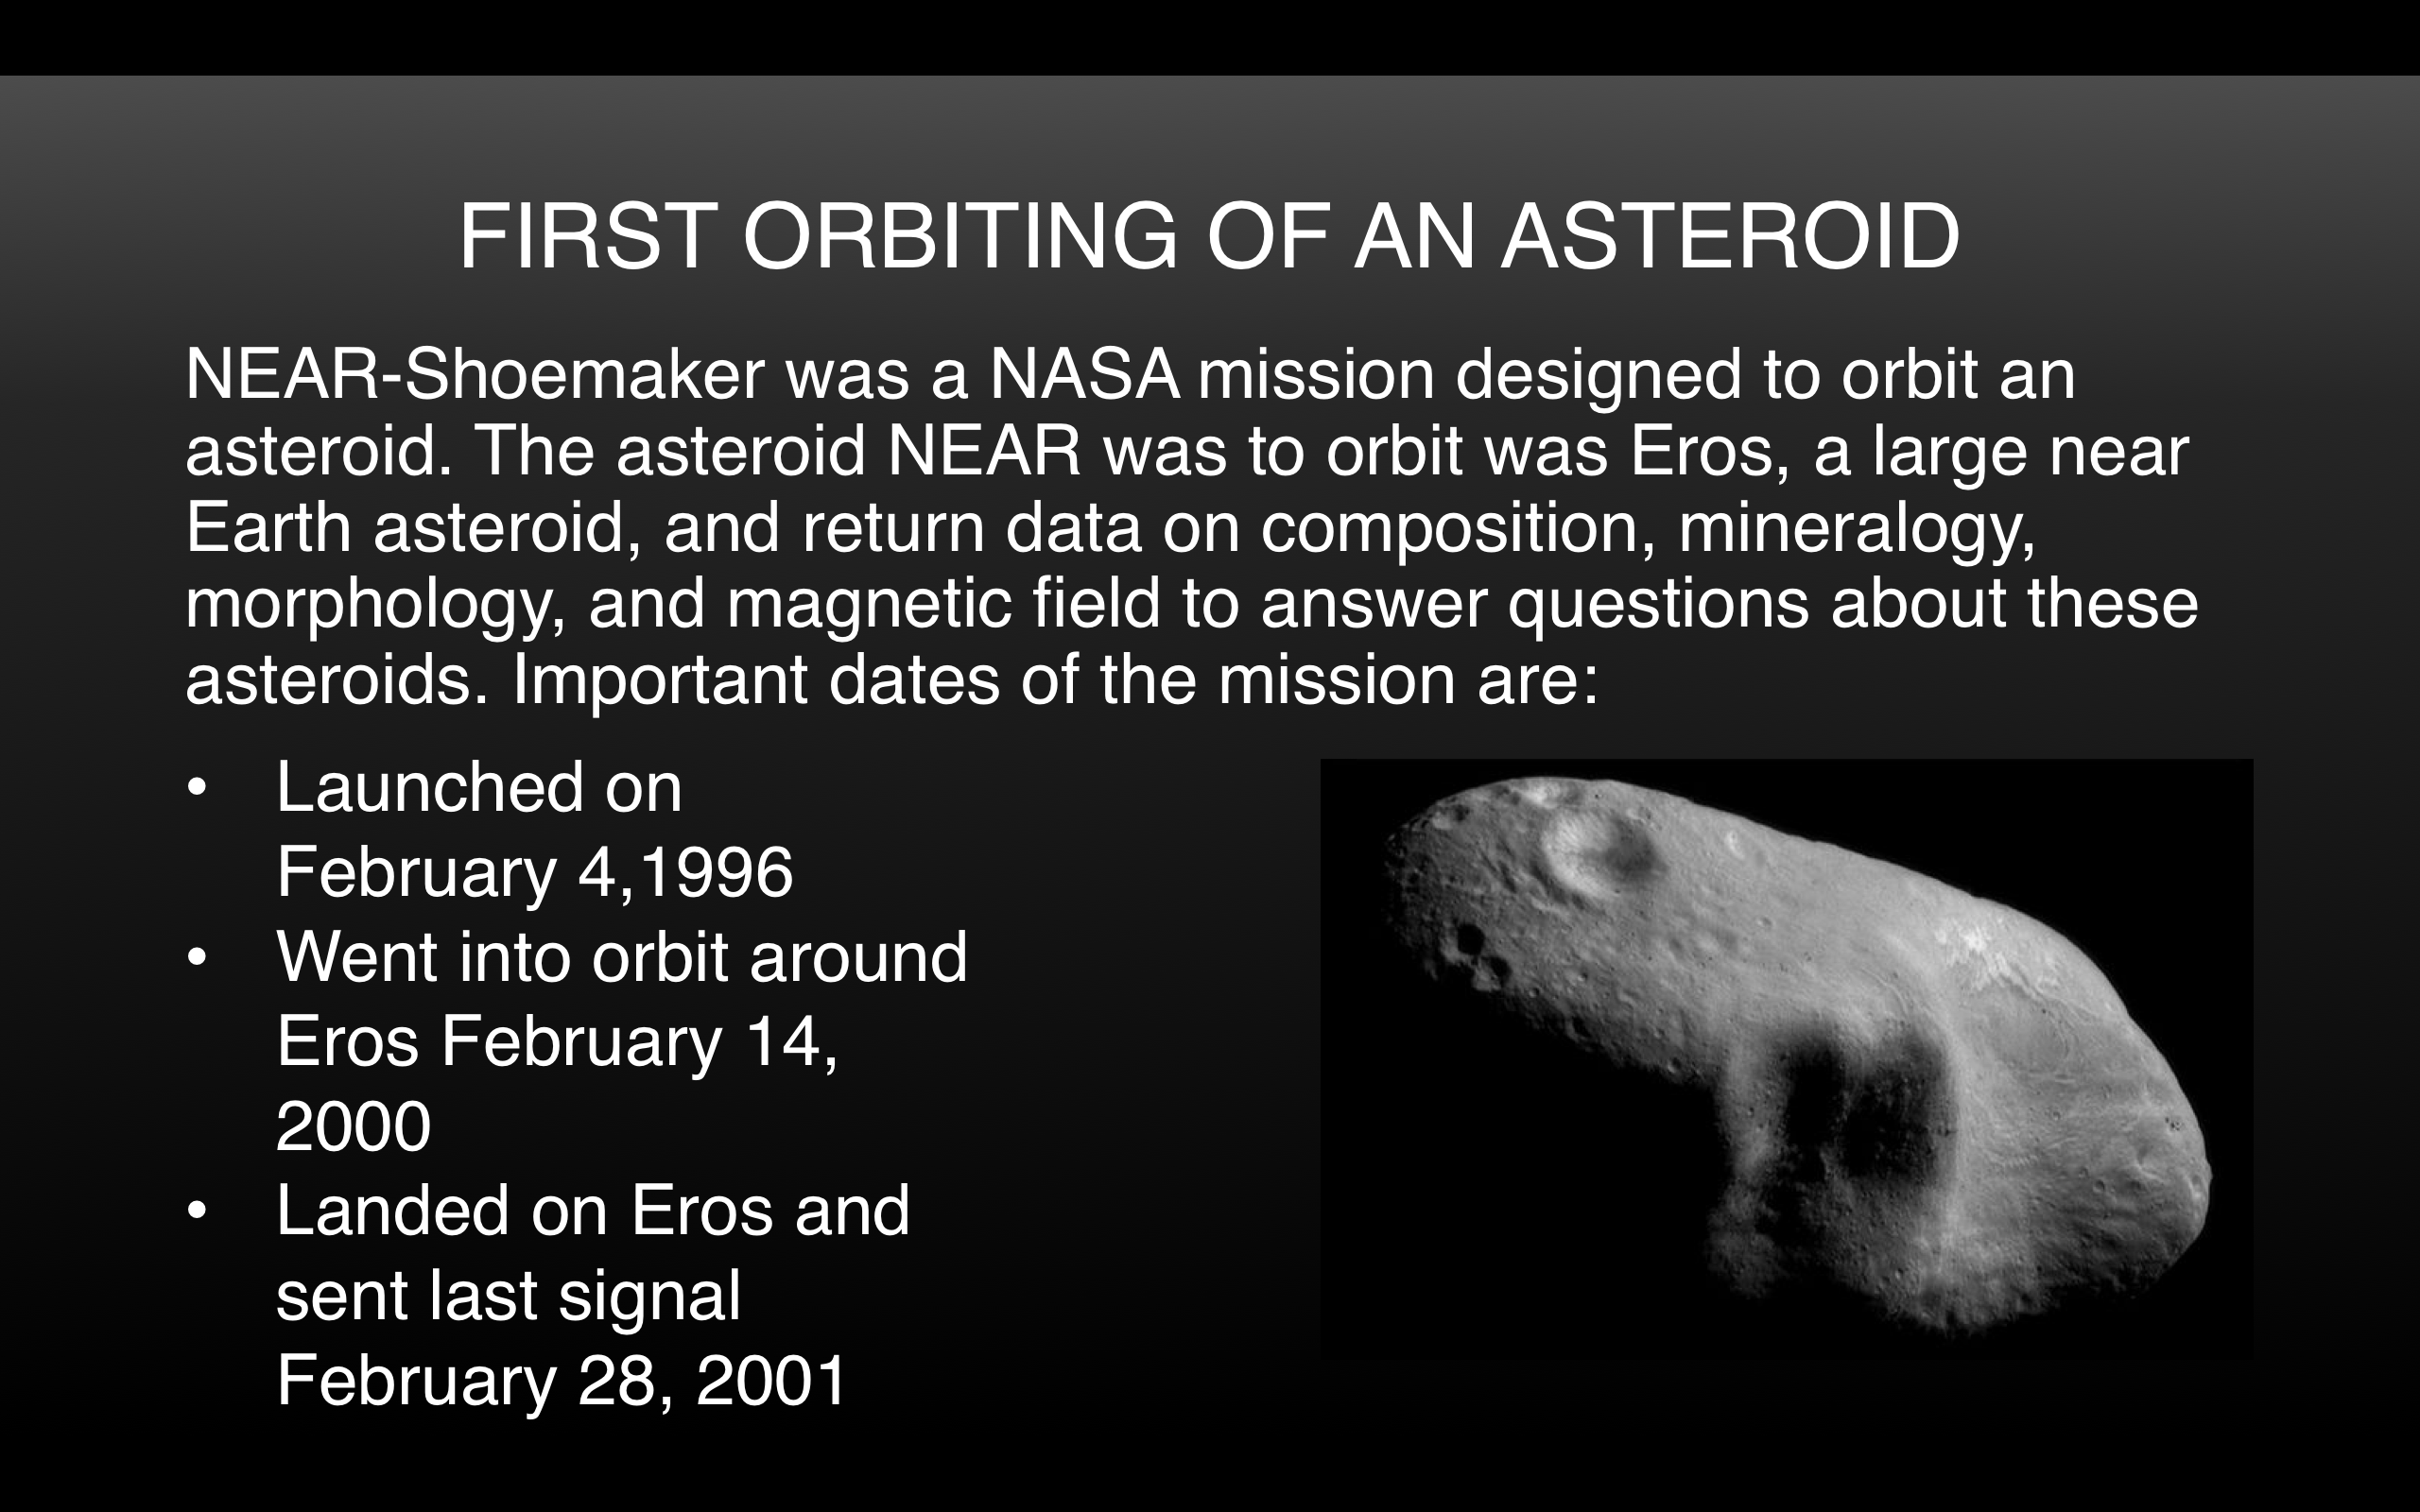 FIRST ORBITING OF AN ASTEROID
NEAR-Shoemaker was a NASA mission designed to orbit an
asteroid. The asteroid NEAR was to orbit was Eros, a large near
Earth asteroid, and return data on composition, mineralogy,
morphology, and magnetic field to answer questions about these
asteroids. Important dates of the mission are:
• Launched on
February 4,1996
• Went into orbit around
Eros February 14,
2000
• Landed on Eros and
sent last signal
February 28, 2001